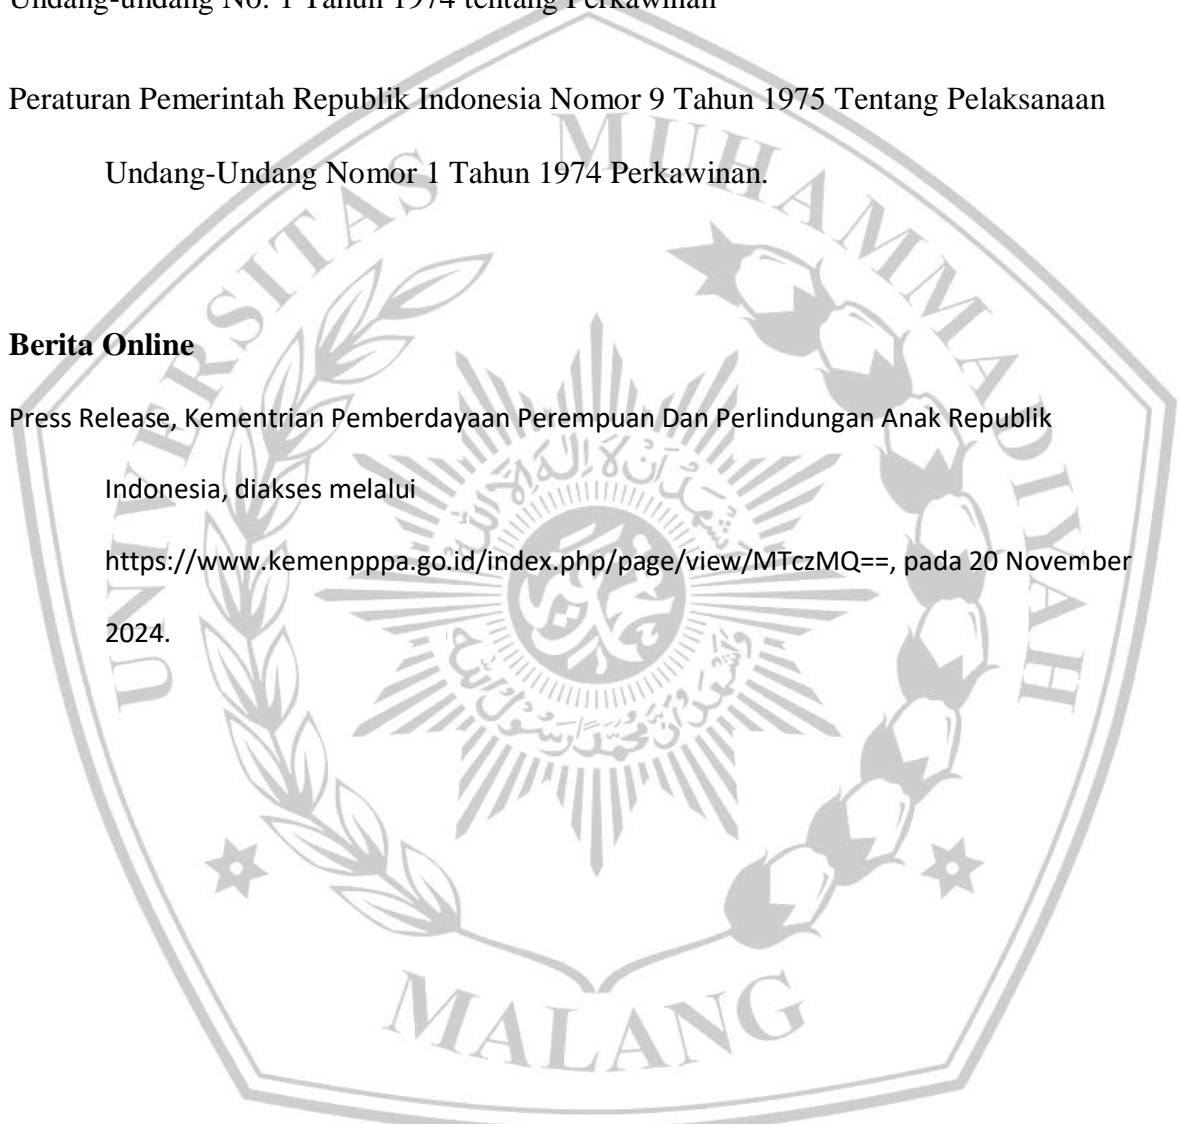 Undang-undang No. 1 Tahun 1974 tentang Perkawinan
Peraturan Pemerintah Republik Indonesia Nomor 9 Tahun 1975 Tentang Pelaksanaan
Undang-Undang Nomor 1 Tahun 1974 Perkawinan.
Berita Online
Press Release, Kementrian Pemberdayaan Perempuan Dan Perlindungan Anak Republik
Indonesia, diakses melalui
https://www.kemenpppa.go.id/index.php/page/view/MTczMQ==, pada 20 November
2024.
UNIVERSITAS MUHAMMADIYAH
MALANG